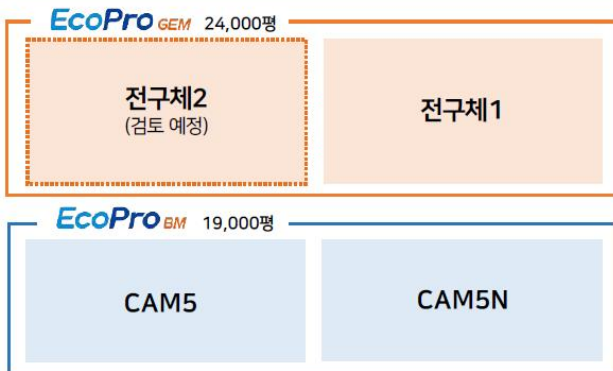 EcoPro GEM 24,000평
전구체2
(검토 예정)
전구체1
EcoPro BM 19,000평
CAM5
CAM5N